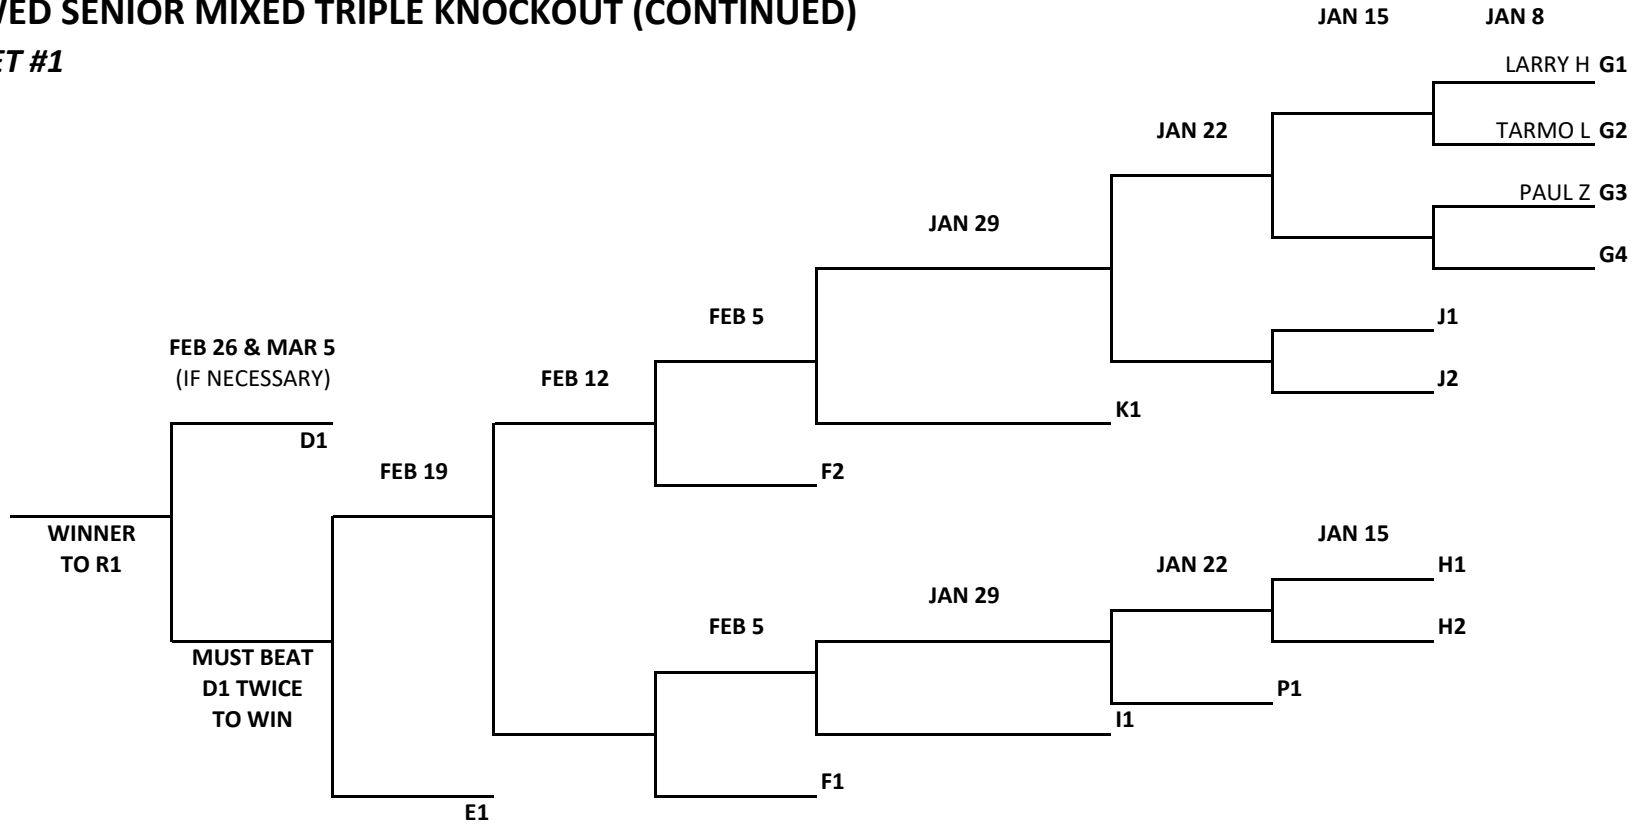 SENIOR MIXED TRIPLE KNOCKOUT (CONTINUED)
#1
JAN 15 JAN 8
LARRY H G1
JAN 22
TARMO L G2
PAUL Z G3
JAN 29
G4
FEB 5
J1
FEB 26 & MAR 5
(IF NECESSARY)
FEB 12
J2
K1
D1
FEB 19
F2
WINNER
TO R1
JAN 15
JAN 22
H1
JAN 29
FEB 5
H2
MUST BEAT
D1 TWICE
TO WIN
P1
I1
F1
E1